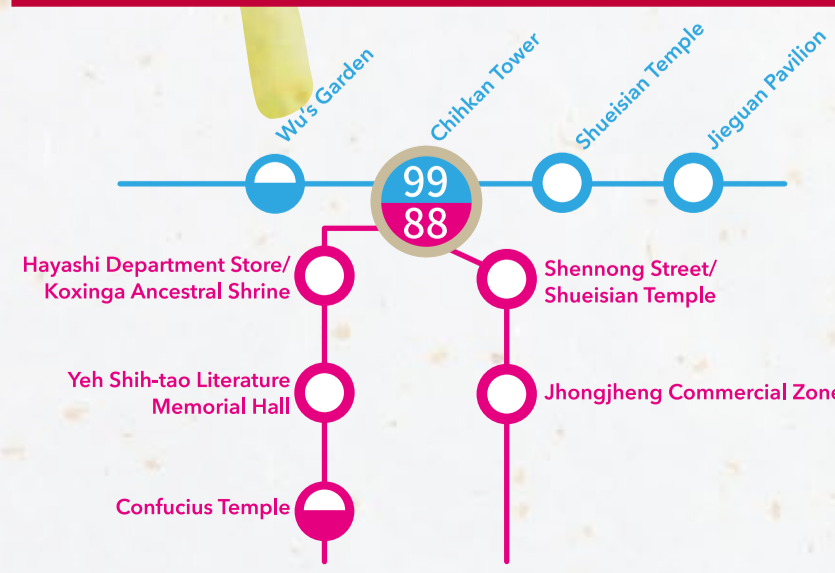 Wu's Garden
Chihkan Tower
Shueisian Temple
Jieguan Pavilion
99
88
Hayashi Department Store/
Koxinga Ancestral Shrine
Shennong Street/
Shueisian Temple
Yeh Shih-tao Literature
Memorial Hall
Jhongjheng Commercial Zone
Confucius Temple